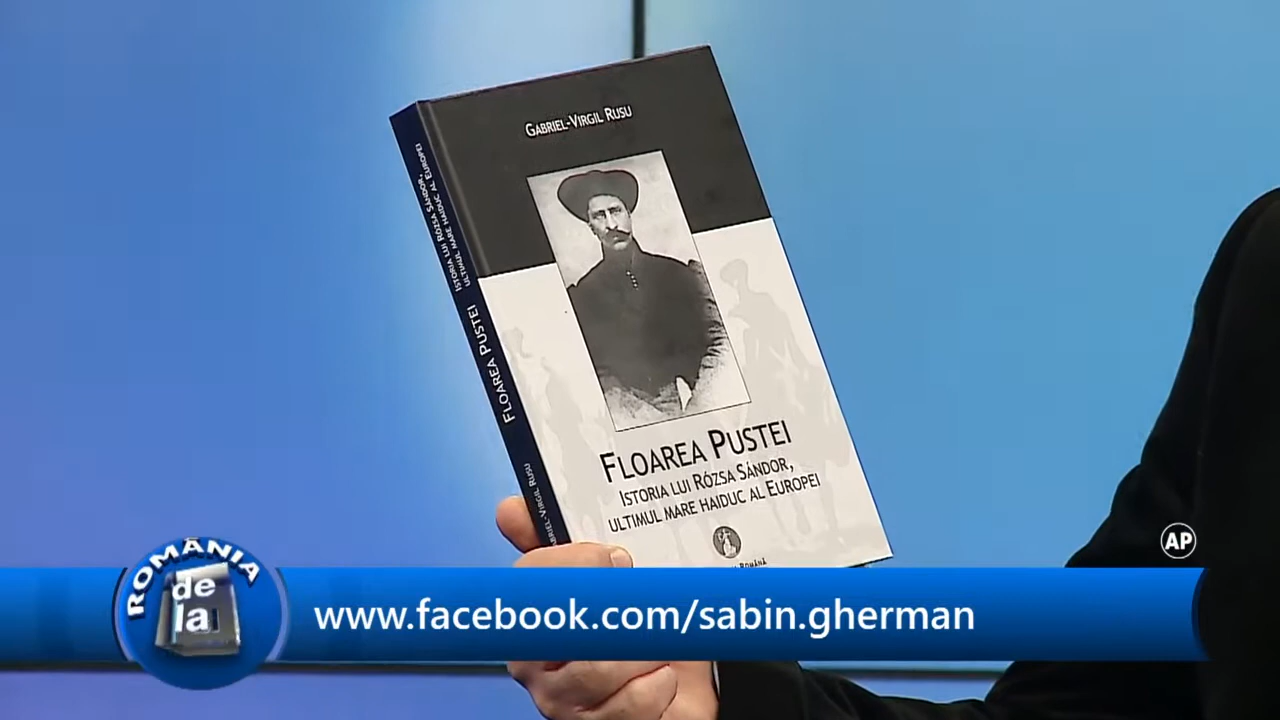 GABRIEL-VIRGIL RUSU
FLOAREA PUSTEI
ISTORIA LUI RÓZSA SÁNDOR,
ULTIMUL MARE HAIDUC AL EUROPEI
ISTORIA LUI RÓZSA SÁNDOR,
ULTIMUL MARE HAIDUC AL EUROPEI
FLOAREA PUSTEI
VIRGIL RUSU
ROMÂNĂ
AP
ROMÂNIA
de
la
www.facebook.com/sabin.gherman